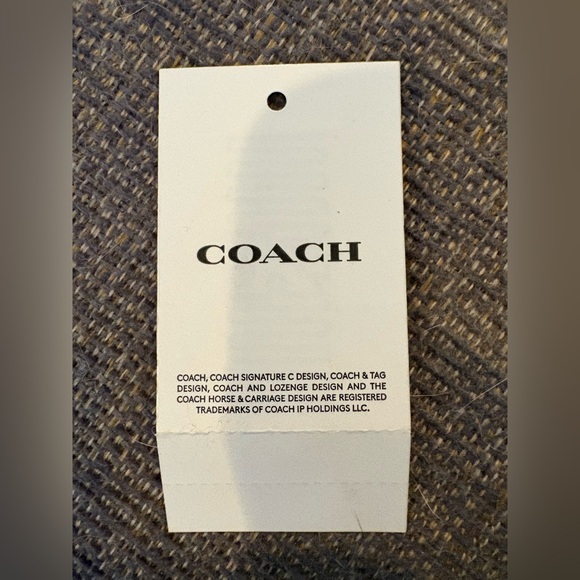 COACH
COACH, COACH SIGNATURE C DESIGN, COACH & TAG
DESIGN, COACH AND LOZENGE DESIGN AND THE
COACH HORSE & CARRIAGE DESIGN ARE REGISTERED
TRADEMARKS OF COACH IP HOLDINGS LLC.